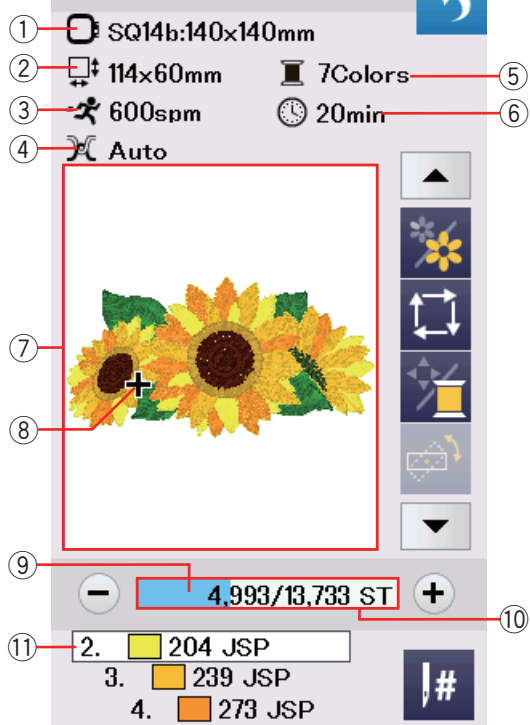 ① SQ14b:140x140mm
② 114x60mm 7Colors ⑤
③ 600spm 20min ⑥
④ Auto
⑦
⑧
⑨
4,993/13,733 ST
⑩
⑪ 2. 204 JSP
3. 239 JSP
4. 273 JSP
#